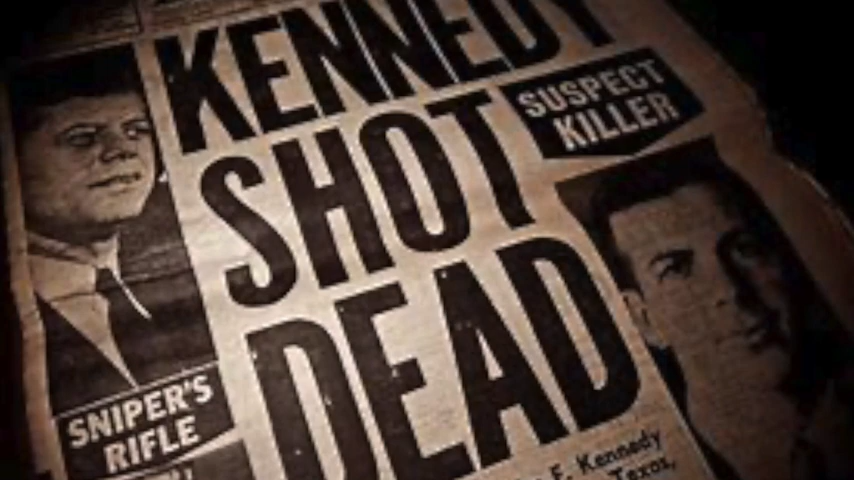 KENNEDY
SHOT
DEAD
SUSPECT
KILLER
SNIPER'S
RIFLE
F. Kennedy
Texas,